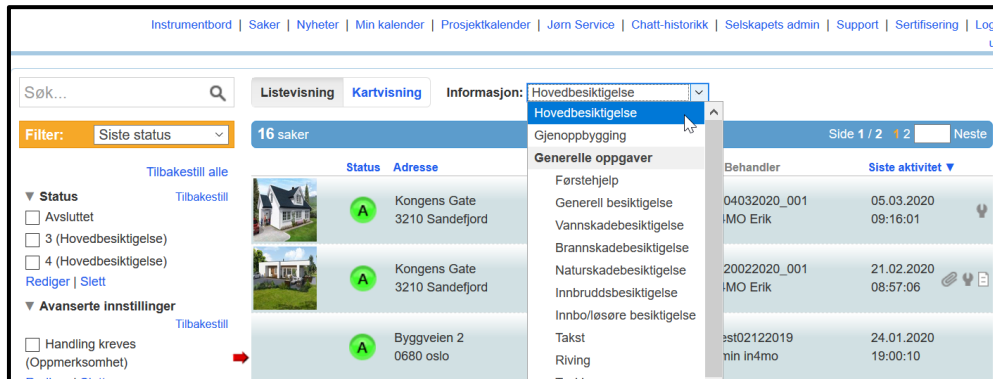 Instrumentbord | Saker | Nyheter | Min kalender | Prosjektkalender | Jørn Service | Chatt-historikk | Selskapets admin | Support | Sertifisering |
Søk...
Listevisning Kartvisning Informasjon: Hovedbesiktigelse
Hovedbesiktigelse
Gjenoppbygging
Generelle oppgaver
Førstehjelp
Generell besiktigelse
Vannskadebesiktigelse
Brannskadebesiktigelse
Naturskadebesiktigelse
Innbruddsbesiktigelse
Innbo/løsøre besiktigelse
Takst
Riving
Filter: Siste status
Tilbakestill alle
▼ Status Tilbakestill
Avsluttet
3 (Hovedbesiktigelse)
4 (Hovedbesiktigelse)
Rediger | Slett
▼ Avanserte innstillinger
Tilbakestill
Handling kreves
(Oppmerksomhet)
16 saker Side 1 / 2 1 2 Neste
Status Adresse Behandler Siste aktivitet ▼
A Kongens Gate 04032020_001 05.03.2020
3210 Sandefjord Erik 09:16:01
A Kongens Gate 20022020_001 21.02.2020
3210 Sandefjord Erik 08:57:06
A Byggveien 2 24.01.2020
0680 oslo in4mo 19:00:10